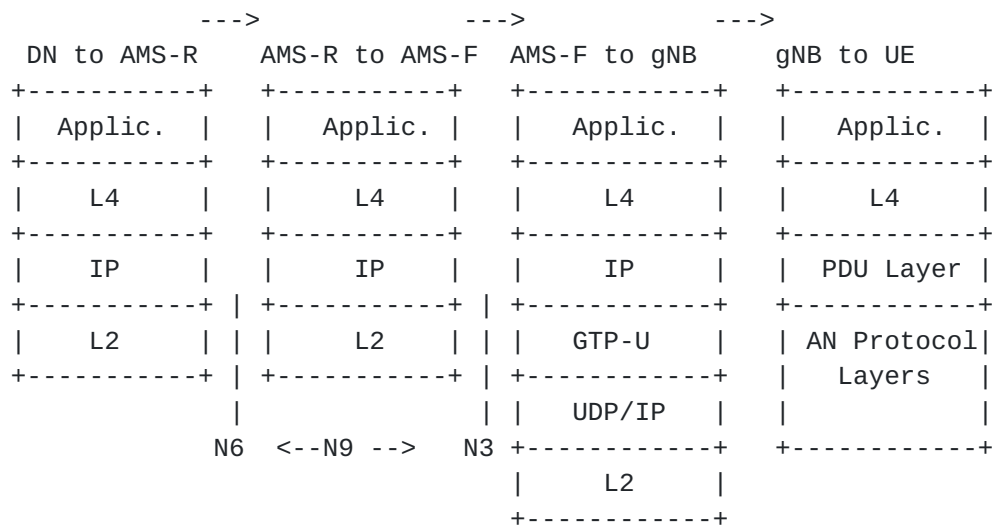 --->             --->            --->
 DN to AMS-R    AMS-R to AMS-F  AMS-F to gNB     gNB to UE
+-----------+   +-----------+   +------------+   +------------+
|  Applic.  |   |   Applic. |   |   Applic.  |   |   Applic.  |
+-----------+   +-----------+   +------------+   +------------+
|    L4     |   |     L4    |   |     L4     |   |     L4     |
+-----------+   +-----------+   +------------+   +------------+
|    IP     |   |     IP    |   |     IP     |   |  PDU Layer |
+-----------+ | +-----------+ | +------------+   +------------+
|    L2     | | |     L2    | | |   GTP-U    |   | AN Protocol|
+-----------+ | +-----------+ | +------------+   |   Layers   |
              |               | |   UDP/IP   |   |            |
             N6  <--N9 -->   N3 +------------+   +------------+
                                |     L2     |
                                +------------+